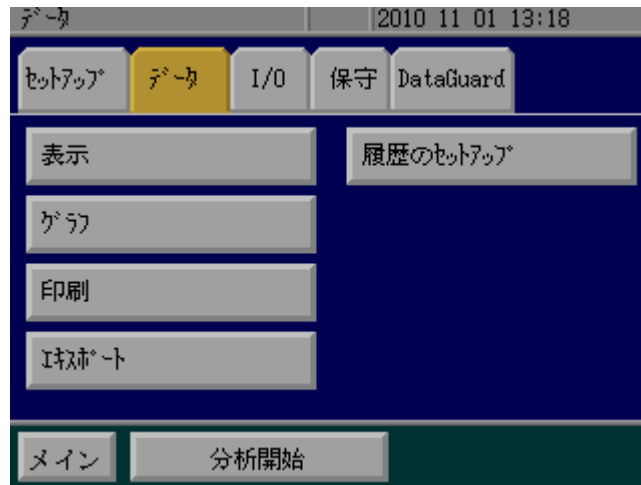 ﾃﾞｰﾀ 2010 11 01 13:18
ｾｯﾄｱｯﾌﾟ ﾃﾞｰﾀ I/O 保守 DataGuard
表示 履歴のｾｯﾄｱｯﾌﾟ
ｸﾞﾗﾌ
印刷
ｴｷｽﾎﾟｰﾄ
メイン 分析開始